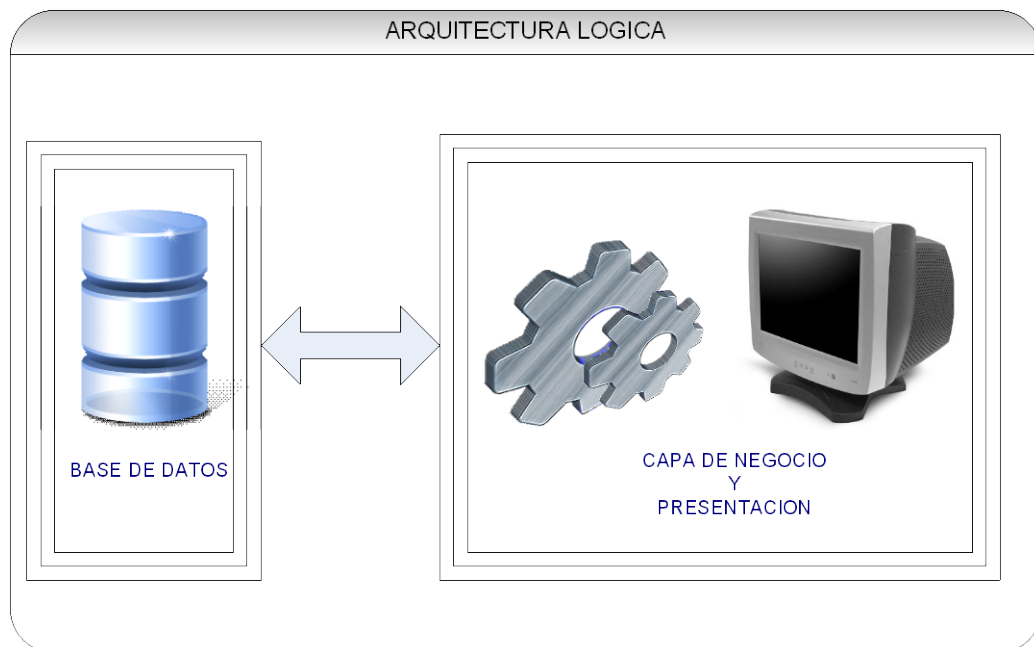 ARQUITECTURA LOGICA
BASE DE DATOS
CAPA DE NEGOCIO
Y
PRESENTACION